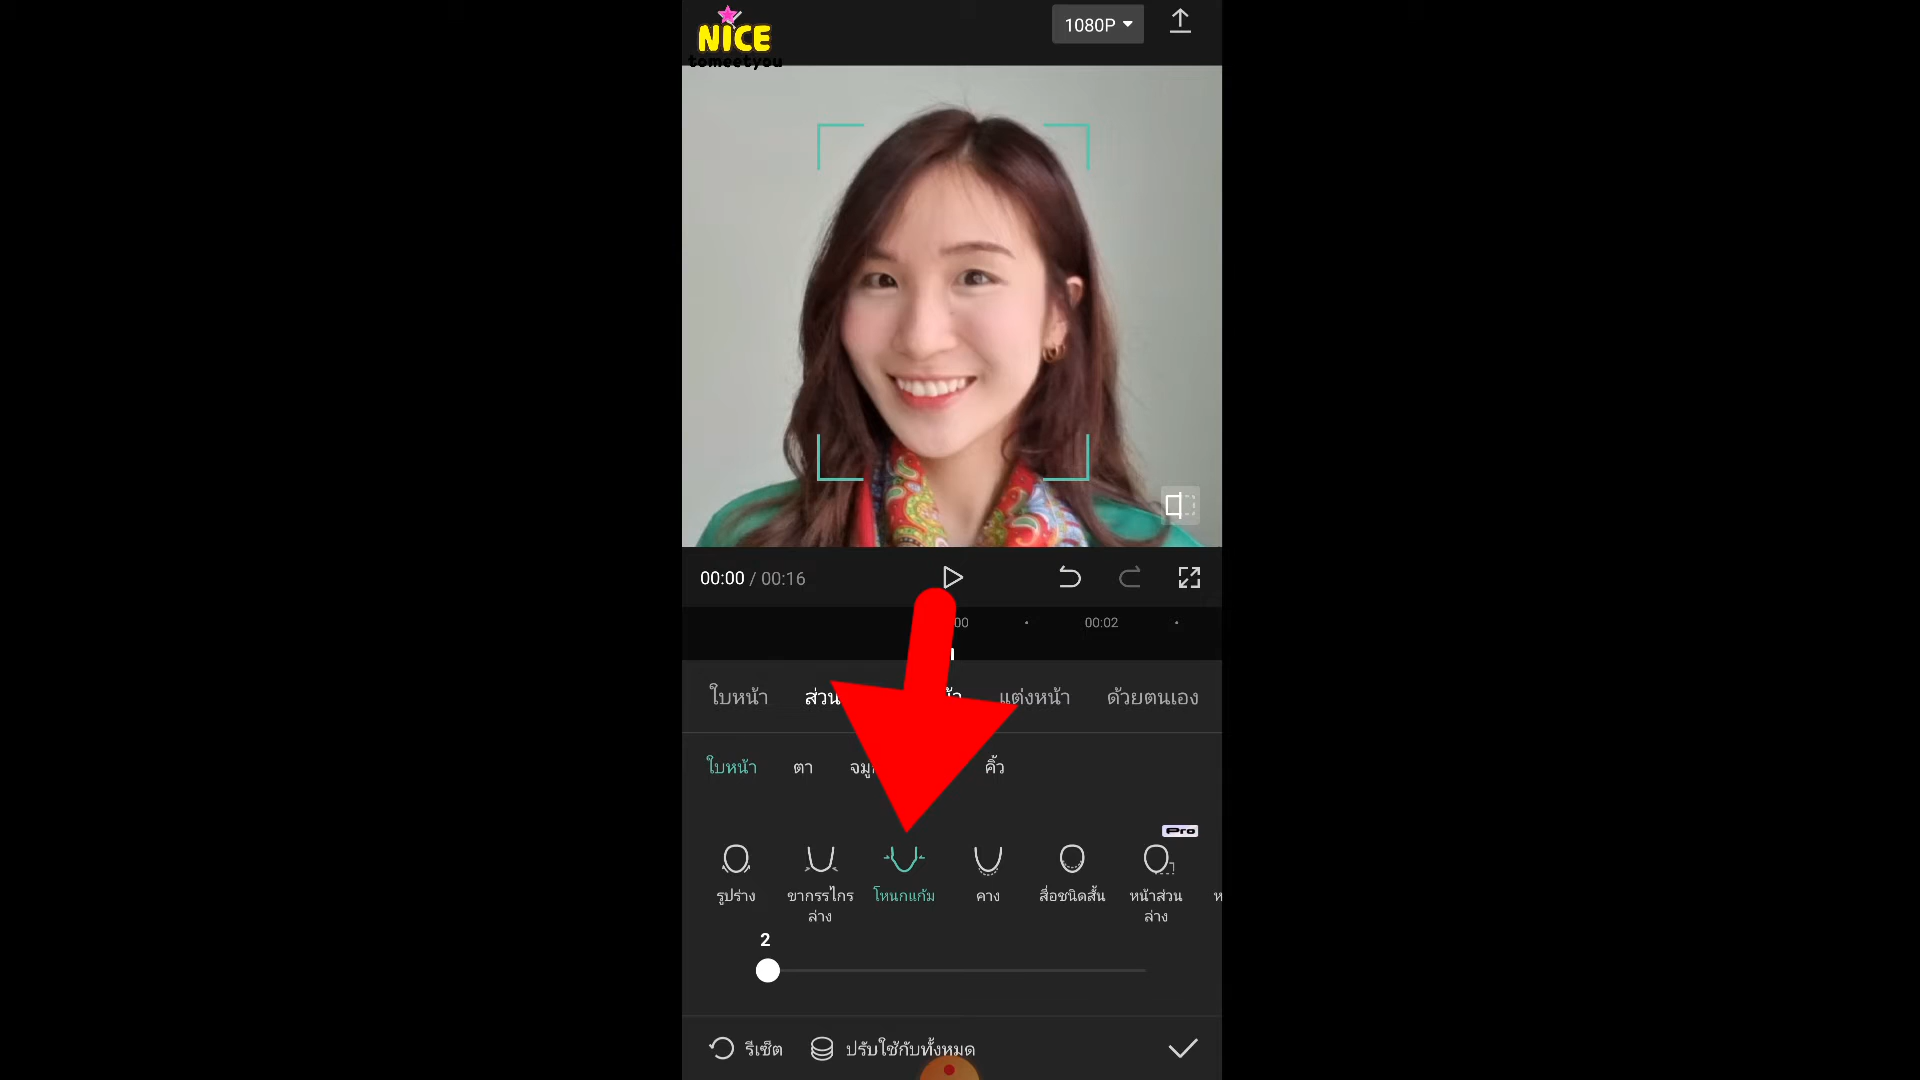 NICE
tomeetyou
1080P
00:00 / 00:16
00:02
ใบหน้า
แต่งหน้า ด้วยตนเอง
ใบหน้า ตา คิ้ว
Pro
รูปร่าง ขากรรไกร โหนกแก้ม คาง สื่อชนิดสั้น หน้าส่วน
ล่าง ล่าง
2
รีเซ็ต ปรับใช้กับทั้งหมด